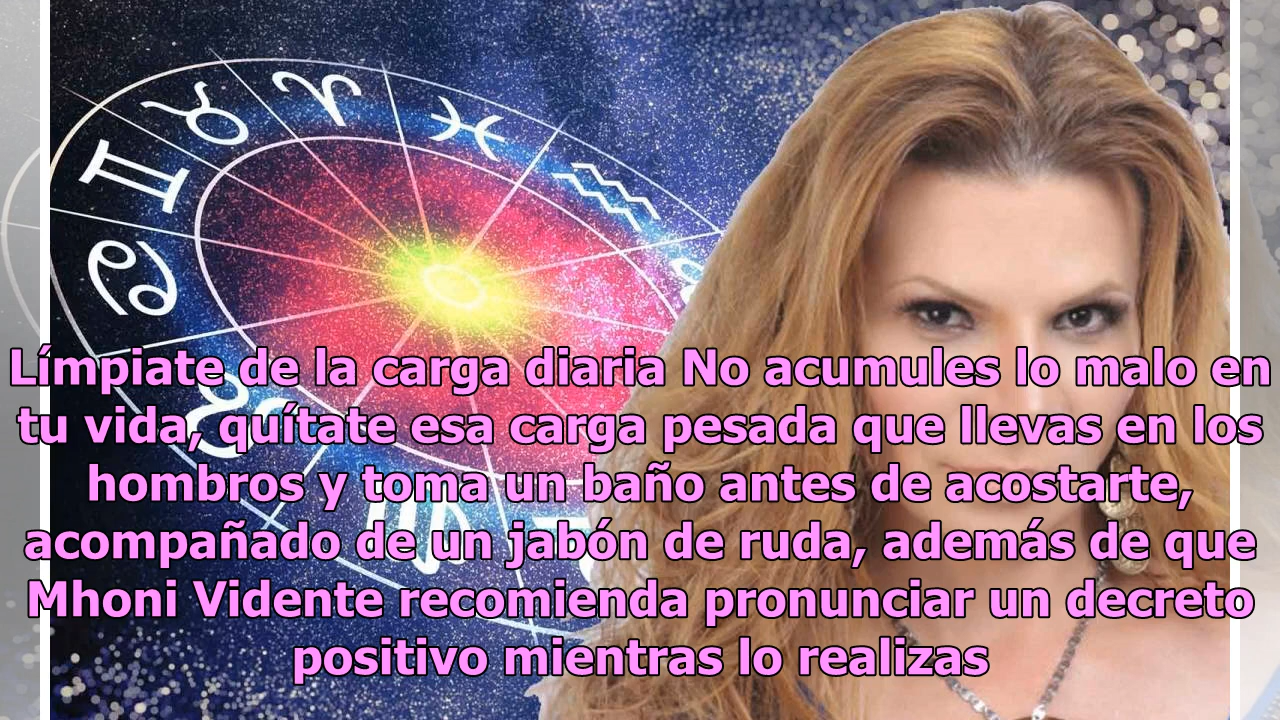 Límpiate de la carga diaria No acumules lo malo en
tu vida, quítate esa carga pesada que llevas en los
hombros y toma un baño antes de acostarte,
acompañado de un jabón de ruda, además de que
Mhoni Vidente recomienda pronunciar un decreto
positivo mientras lo realizas